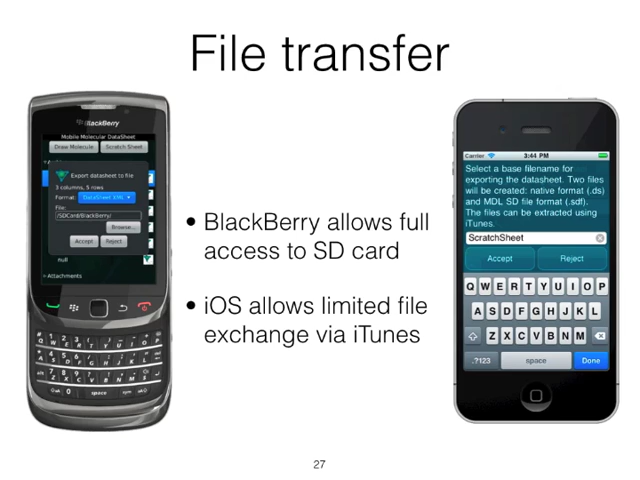 File transfer
BlackBerry
Mobile Molecular DataSheet
Draw Molecule Scratch Sheet
Export datasheet to file
3 columns, 5 rows
Format: DataSheet XML
File:
/SDCard/BlackBerry/
Browse...
Accept Reject
null
Attachments
• BlackBerry allows full
access to SD card
• iOS allows limited file
exchange via iTunes
Carrier 3:44 PM
Select a base filename for
exporting the datasheet. Two files
will be created: native format (.ds)
and MDL SD file format (.sdf).
The files can be extracted using
iTunes.
ScratchSheet
Accept Reject
Q W E R T Y U I O P
A S D F G H J K L
Z X C V B N M
.?123 space Done
27